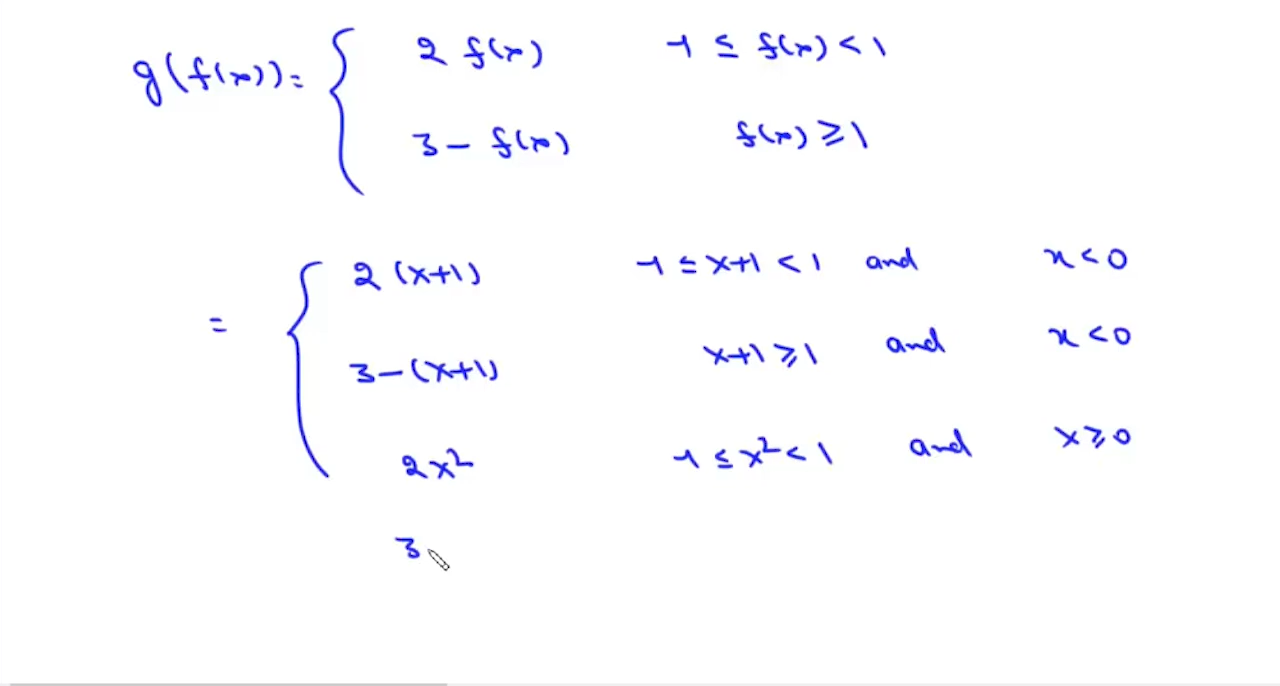 g(f(x)) = { 2 f(x) -1 ≤ f(x) < 1
3 - f(x) f(x) ≥ 1
= { 2 (x+1) -1 ≤ x+1 < 1 and x < 0
3 - (x+1) x+1 ≥ 1 and x < 0
2x² -1 ≤ x² < 1 and x ≥ 0
3